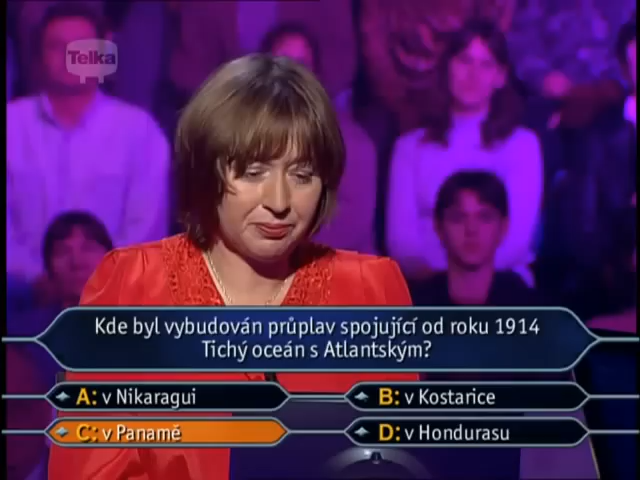 Telka
Kde byl vybudován průplav spojující od roku 1914
Tichý oceán s Atlantským?
A: v Nikaragui
B: v Kostarice
C: v Panamě
D: v Hondurasu